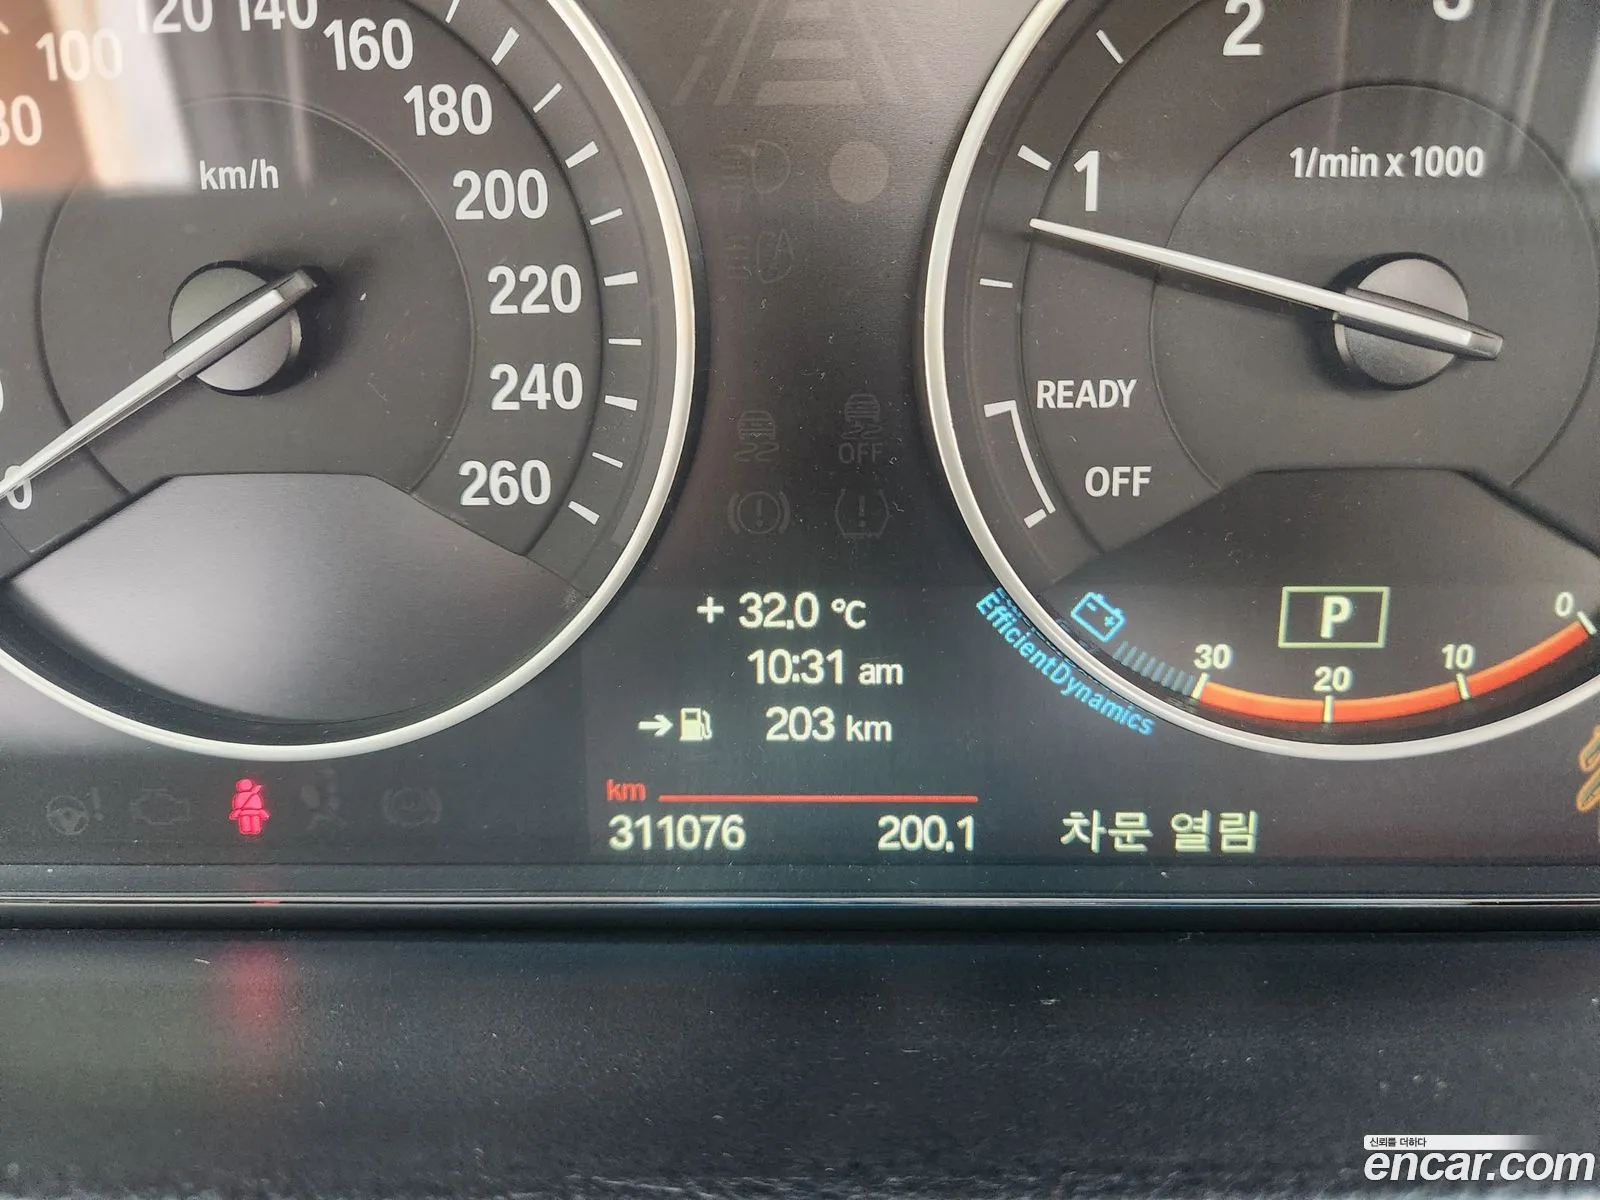 120 140
100 160
80 180
km/h
200
220
240
260
0
2
1
1/min x 1000
READY
OFF
OFF
+ 32.0 °C
10:31 am
203 km
km
311076 200.1
EfficientDynamics
P
30 20 10 0
차문 열림
신뢰를 더하다
encar.com